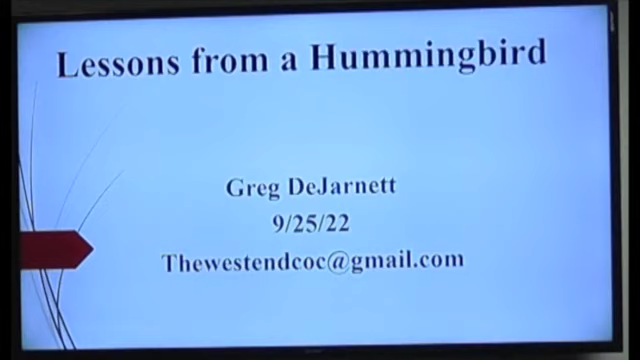 Lessons from a Hummingbird
Greg DeJarnett
9/25/22
Thewestendcoc@gmail.com